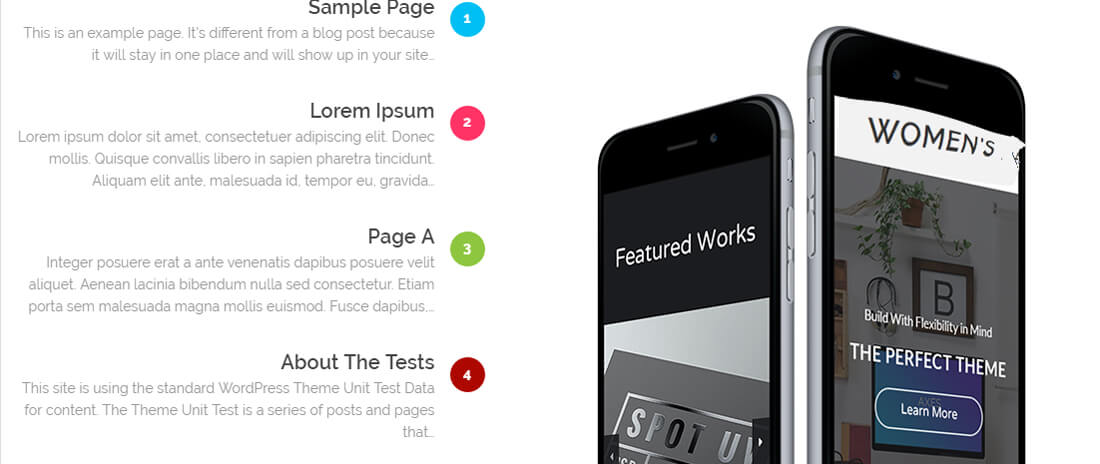 Sample Page
1
This is an example page. It's different from a blog post because
it will stay in one place and will show up in your site...
Lorem Ipsum
2
Lorem ipsum dolor sit amet, consectetuer adipiscing elit. Donec
mollis. Quisque convallis libero in sapien pharetra tincidunt.
Aliquam elit ante, malesuada id, tempor eu, gravida...
Page A
3
Integer posuere erat a ante venenatis dapibus posuere velit
aliquet. Aenean lacinia bibendum nulla sed consectetur. Etiam
porta sem malesuada magna mollis euismod. Fusce dapibus,...
About The Tests
4
This site is using the standard WordPress Theme Unit Test Data
for content. The Theme Unit Test is a series of posts and pages
that...
Featured Works
SPOT UV
WOMEN'S
B
Build With Flexibility in Mind
THE PERFECT THEME
AXES
Learn More